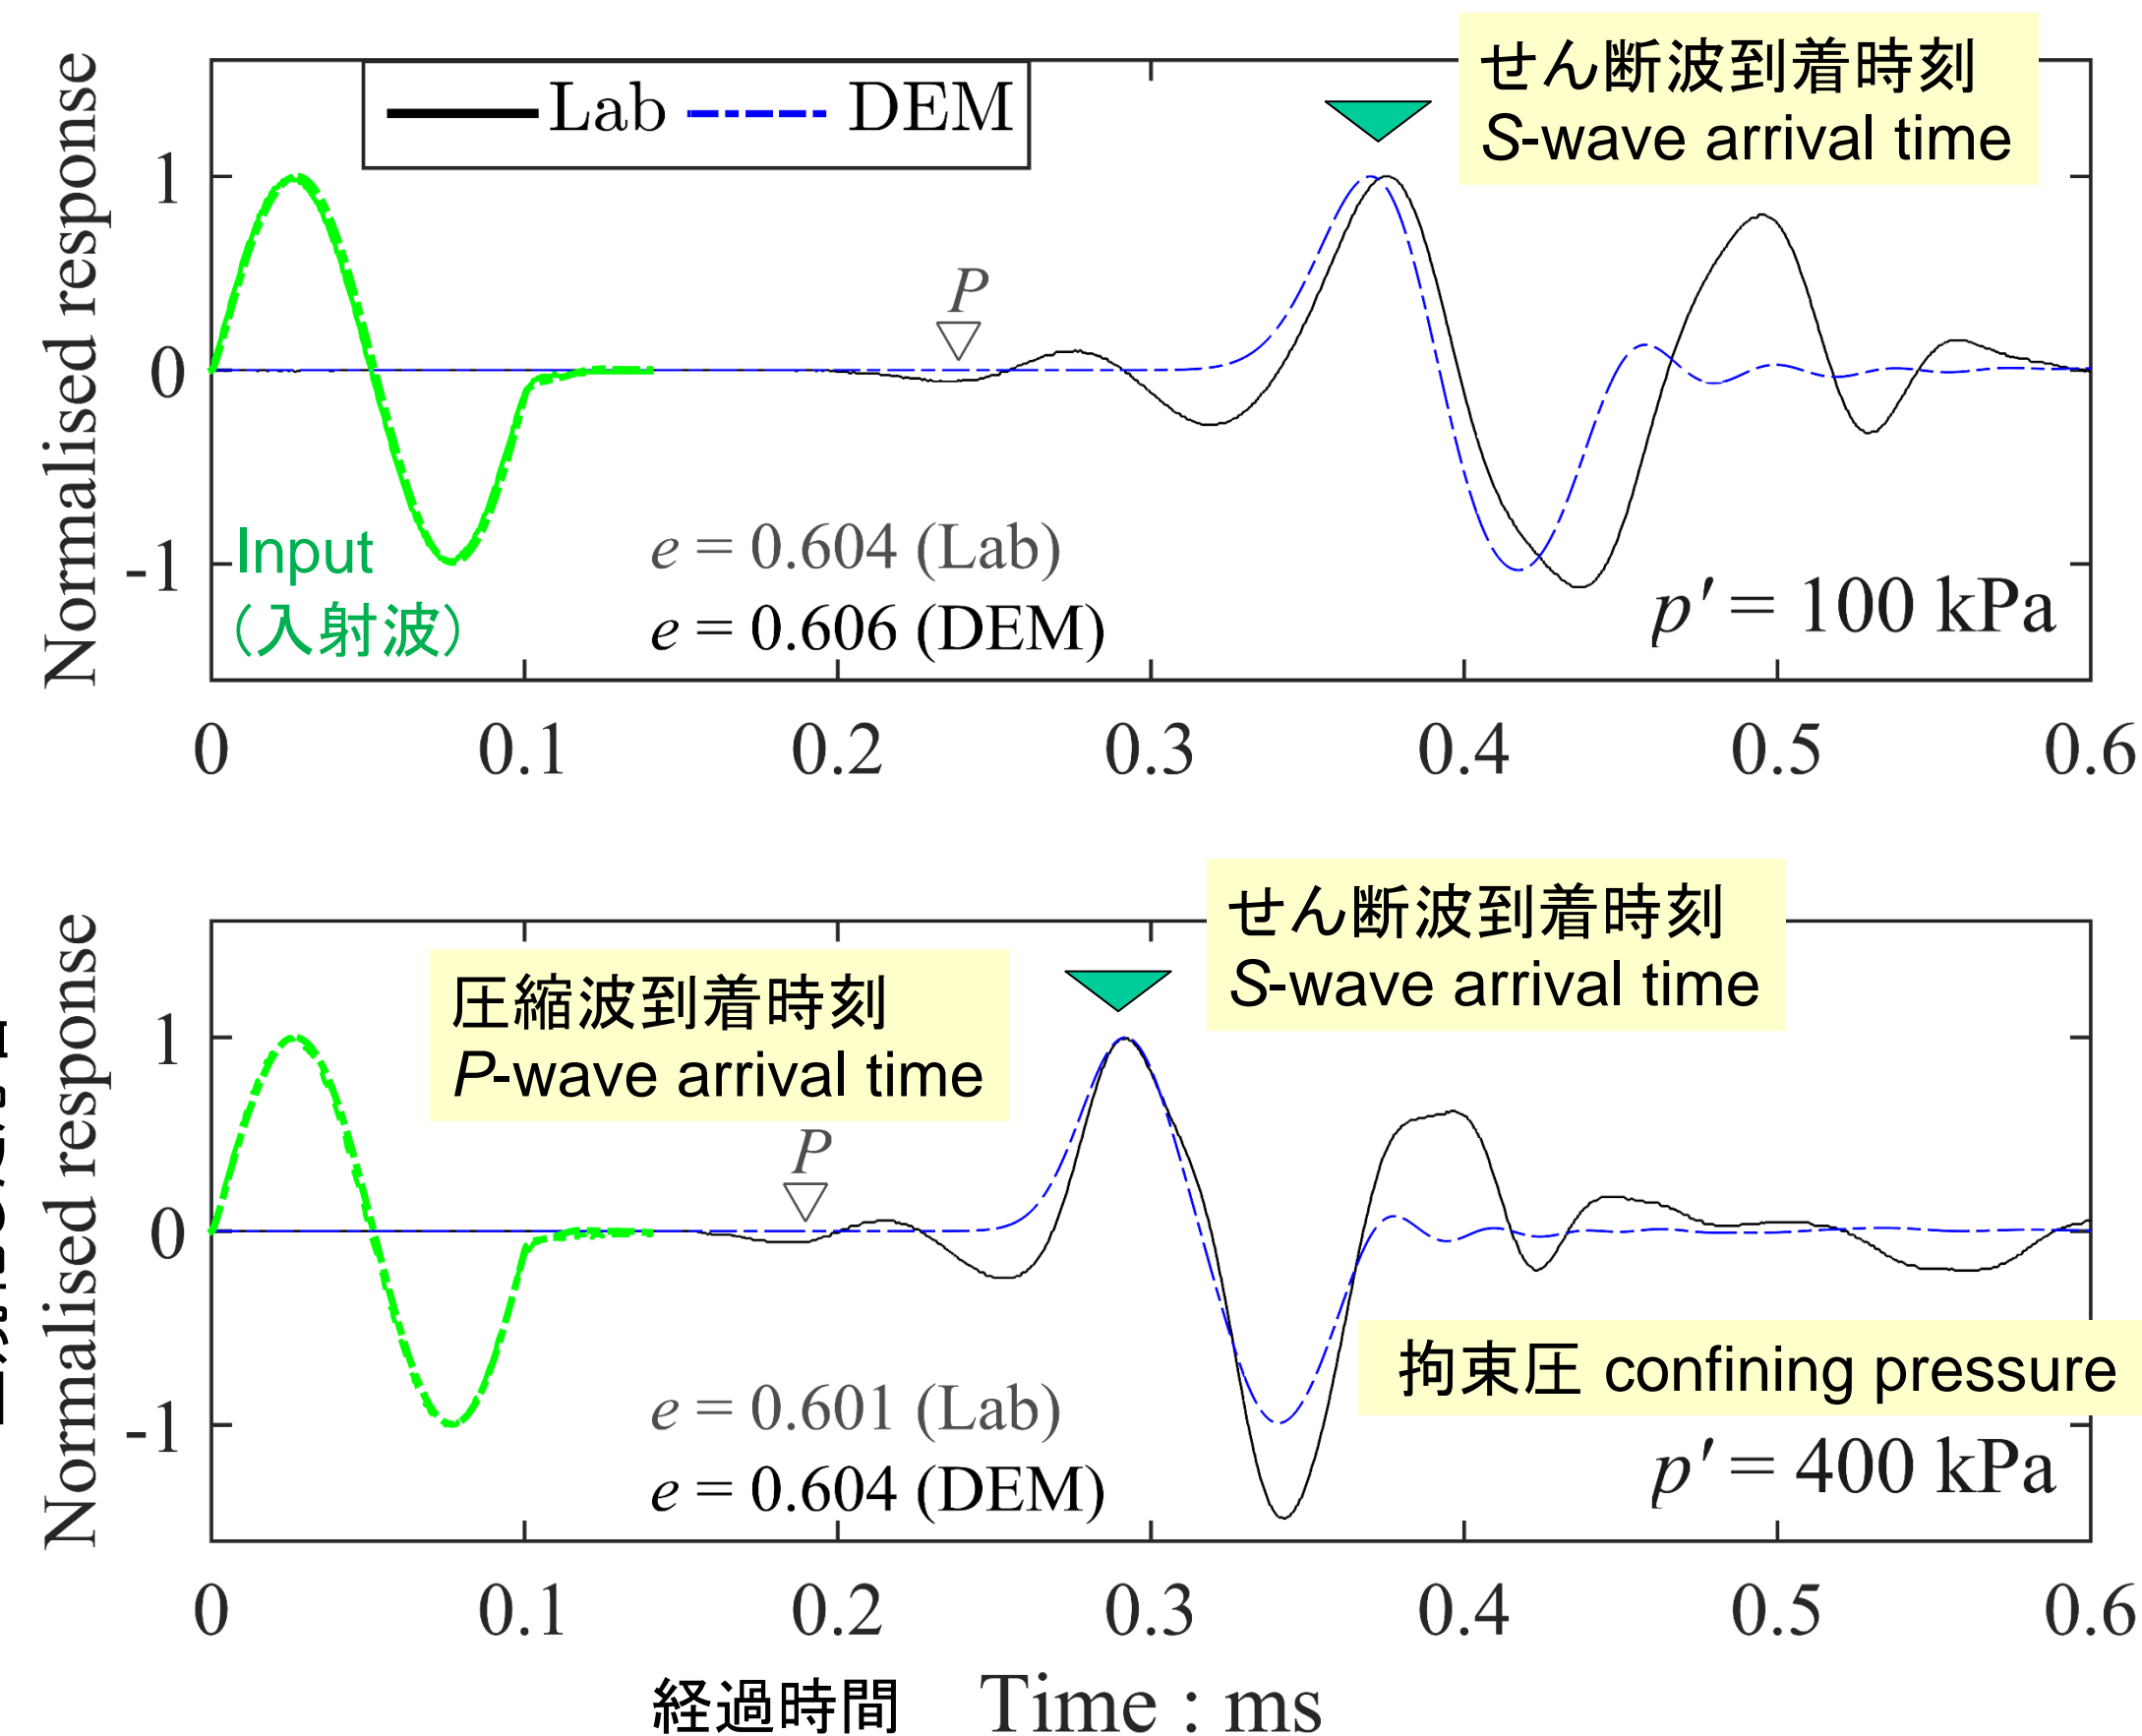 せん断波到着時刻
S-wave arrival time
Lab DEM
Normalised response
1
0
-1
P
Input
(入射波)
e = 0.604 (Lab)
e = 0.606 (DEM)
p′ = 100 kPa
0 0.1 0.2 0.3 0.4 0.5 0.6
せん断波到着時刻
S-wave arrival time
圧縮波到着時刻
P-wave arrival time
Normalised response
1
0
-1
P
拘束圧 confining pressure
e = 0.601 (Lab)
e = 0.604 (DEM)
p′ = 400 kPa
0 0.1 0.2 0.3 0.4 0.5 0.6
経過時間 Time : ms